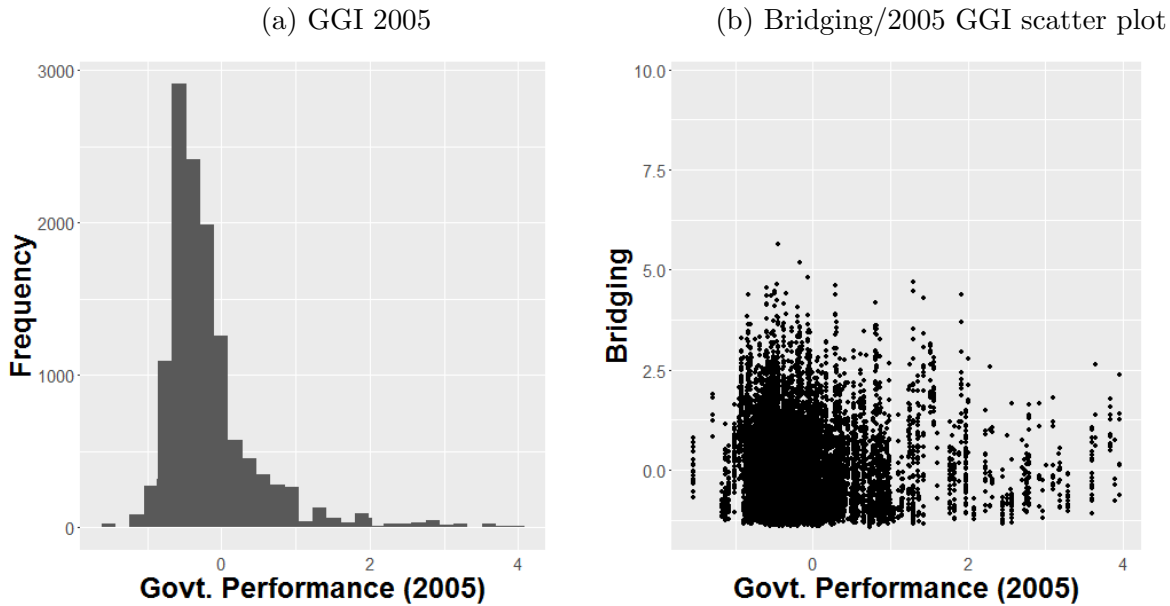 (a) GGI 2005
3000
2000
1000
0
Frequency
0 2 4
Govt. Performance (2005)
(b) Bridging/2005 GGI scatter plot
10.0
7.5
5.0
2.5
0.0
Bridging
0 2 4
Govt. Performance (2005)